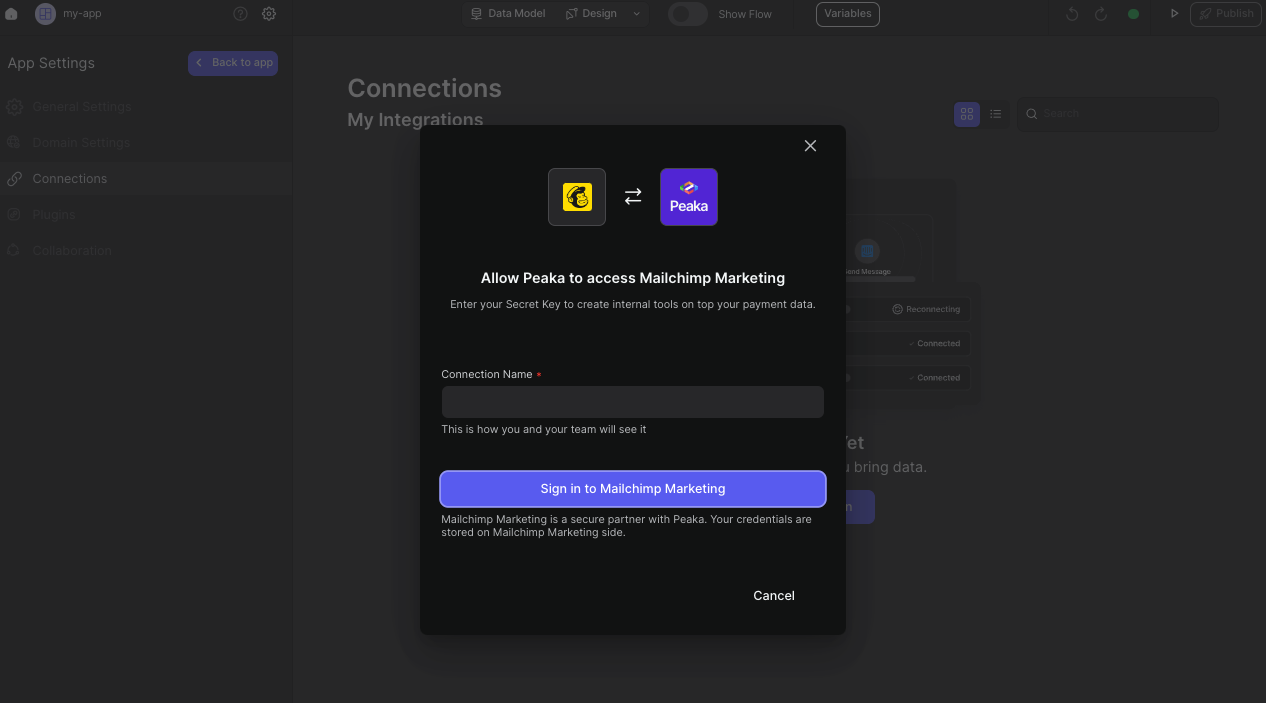 my-app
Data Model
Design
Show Flow
Variables
Publish
App Settings
Back to app
General Settings
Domain Settings
Connections
Plugins
Collaboration
Connections
My Integrations
Search
Send Message
Reconnecting
Connected
Connected
Yet
bring data.
Peaka
Allow Peaka to access Mailchimp Marketing
Enter your Secret Key to create internal tools on top your payment data.
Connection Name *
This is how you and your team will see it
Sign in to Mailchimp Marketing
Mailchimp Marketing is a secure partner with Peaka. Your credentials are
stored on Mailchimp Marketing side.
Cancel